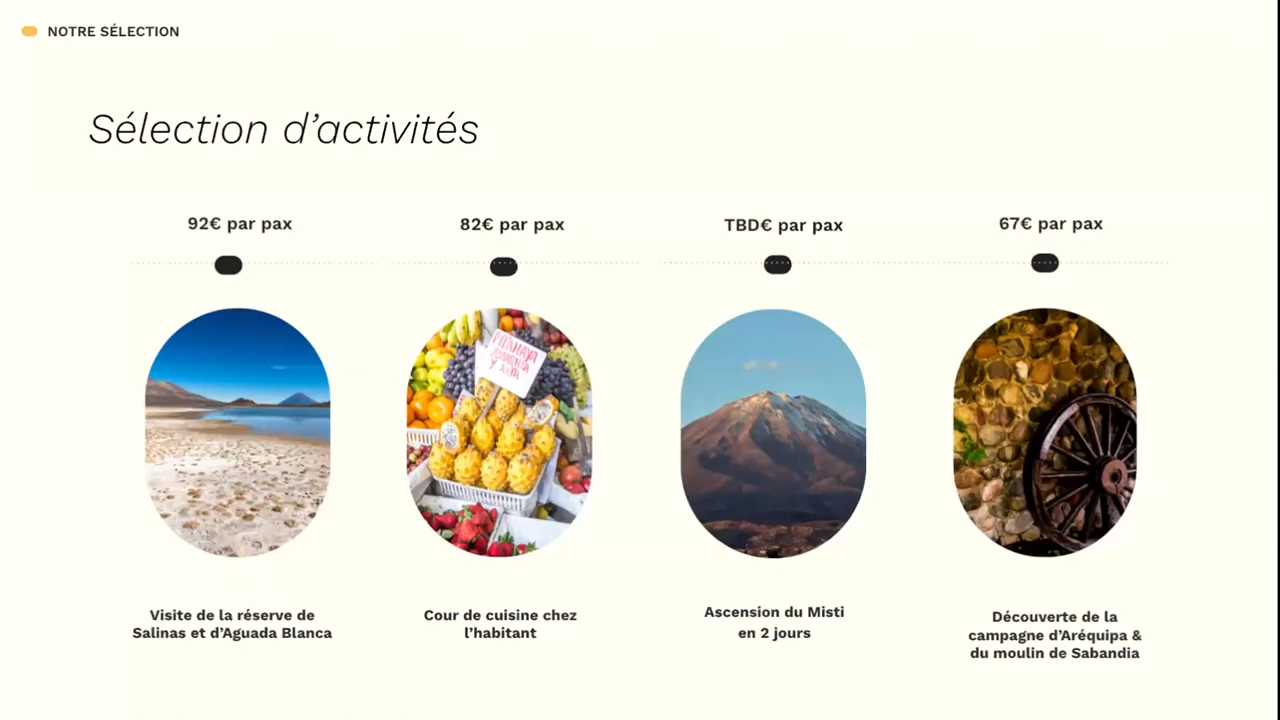 NOTRE SÉLECTION
Sélection d’activités
92€ par pax
82€ par pax
TBD€ par pax
67€ par pax
PITAHAYA
Visite de la réserve de
Salinas et d’Aguada Blanca
Cour de cuisine chez
l’habitant
Ascension du Misti
en 2 jours
Découverte de la
campagne d’Aréquipa &
du moulin de Sabandia